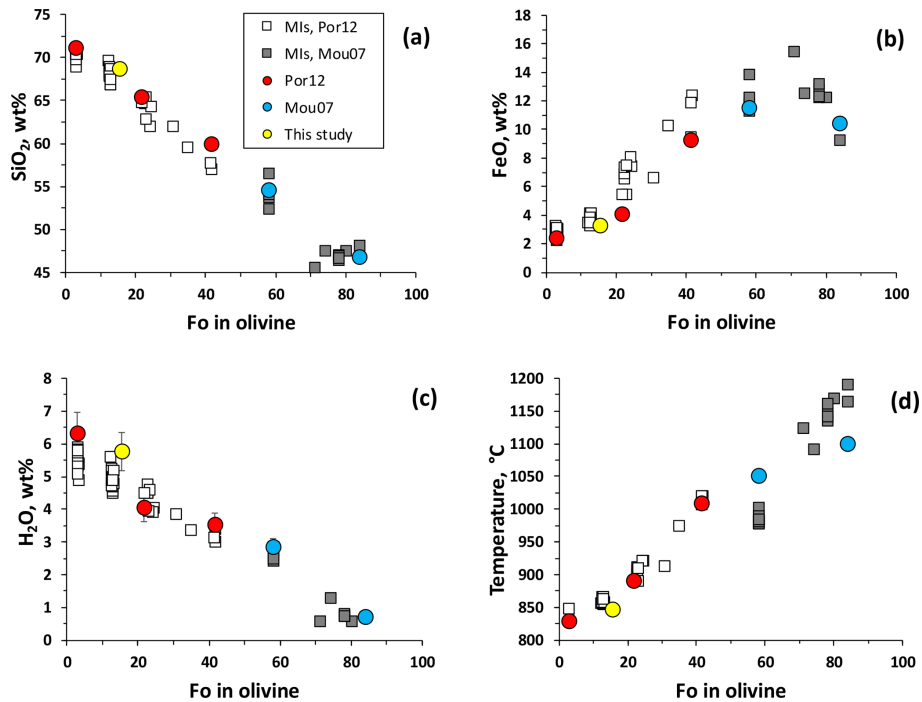 (a)
75
70
65
60
55
50
45
SiO2, wt%
MIs, Por12
MIs, Mou07
Por12
Mou07
This study
0 20 40 60 80 100
Fo in olivine
(b)
18
16
14
12
10
8
6
4
2
0
FeO, wt%
0 20 40 60 80 100
Fo in olivine
(c)
8
7
6
5
4
3
2
1
0
H2O, wt%
0 20 40 60 80 100
Fo in olivine
(d)
1200
1150
1100
1050
1000
950
900
850
800
Temperature, °C
0 20 40 60 80 100
Fo in olivine